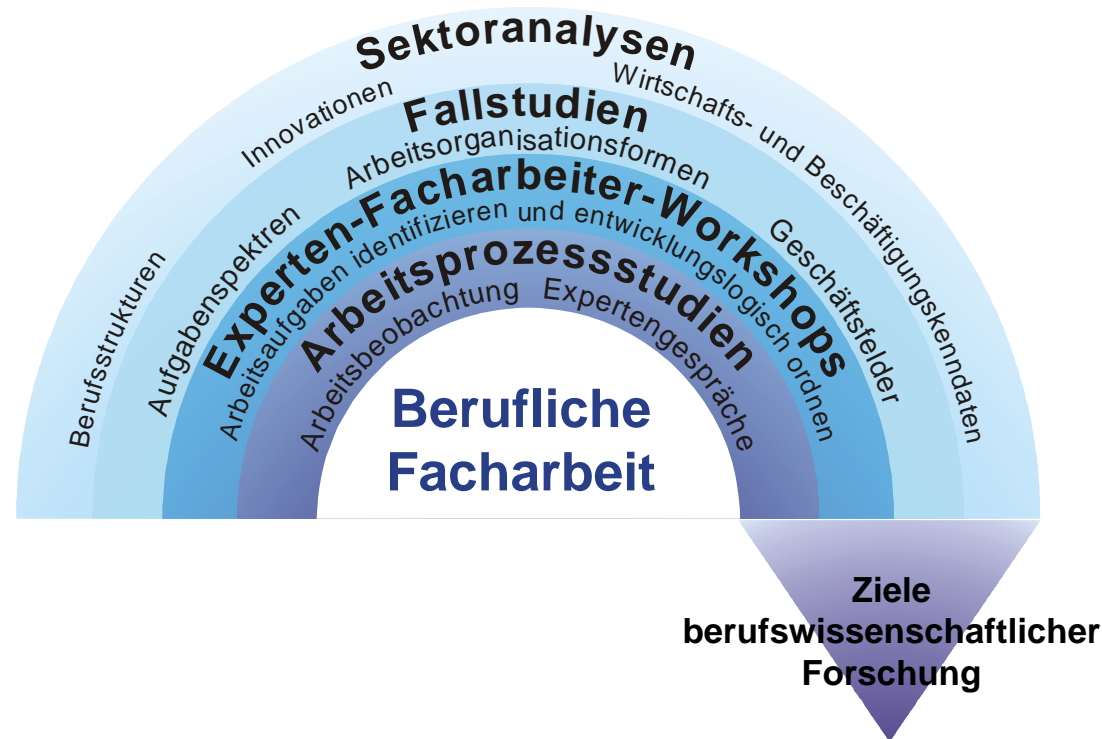 Sektoranalysen
Berufsstrukturen
Innovationen
Wirtschafts- und Beschäftigungskenndaten
Fallstudien
Aufgabenspektren
Arbeitsorganisationsformen
Geschäftsfelder
Experten-Facharbeiter-Workshops
Arbeitsaufgaben identifizieren und entwicklungslogisch ordnen
Arbeitsprozessstudien
Arbeitsbeobachtung
Expertengespräche
Berufliche
Facharbeit
Ziele
berufswissenschaftlicher
Forschung